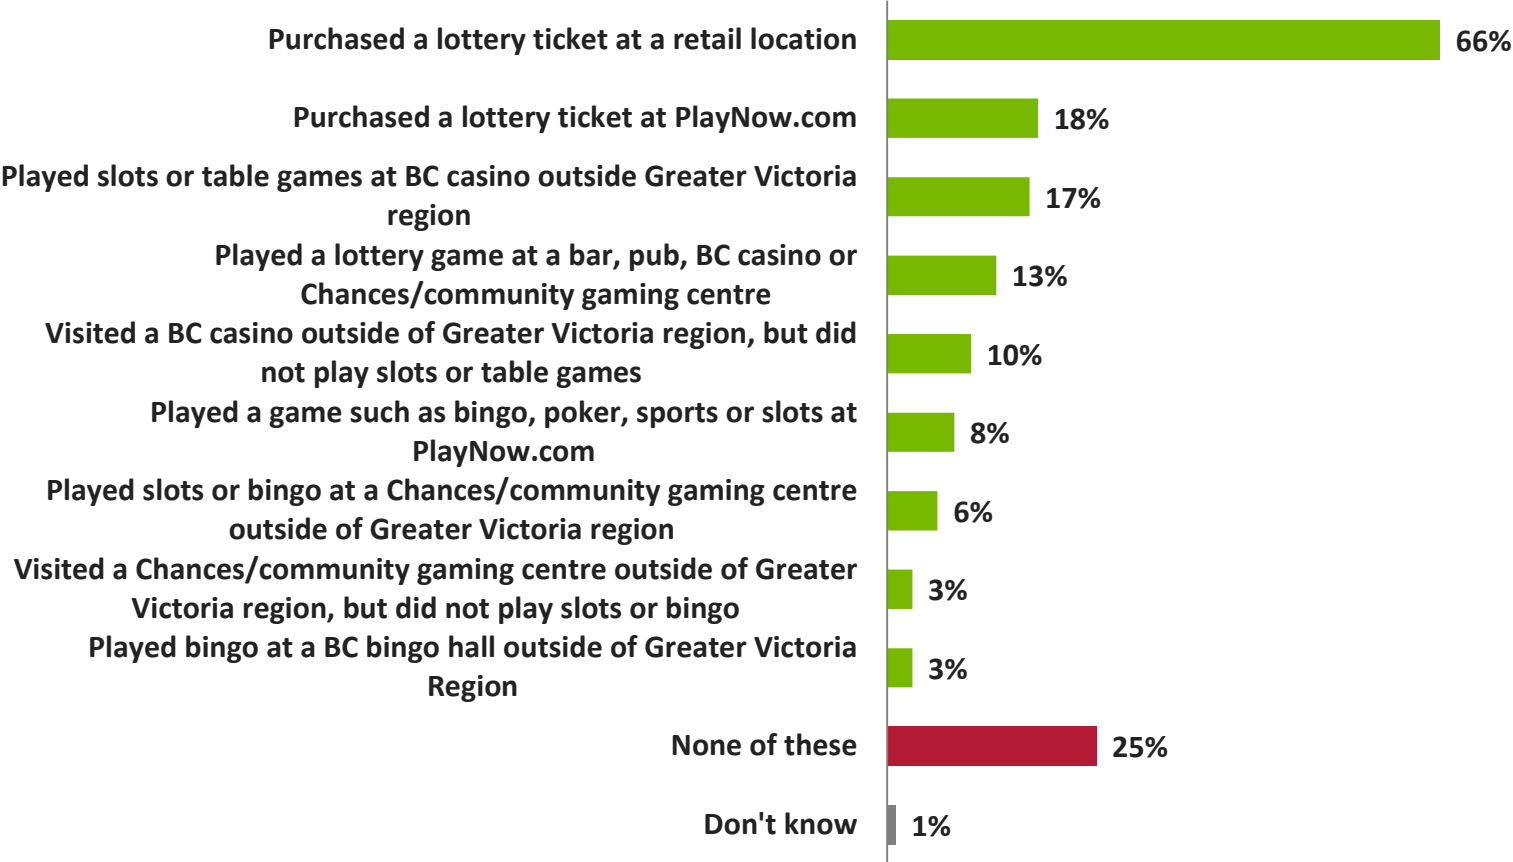 Purchased a lottery ticket at a retail location
66%
Purchased a lottery ticket at PlayNow.com
18%
Played slots or table games at BC casino outside Greater Victoria
region
17%
Played a lottery game at a bar, pub, BC casino or
Chances/community gaming centre
13%
Visited a BC casino outside of Greater Victoria region, but did
not play slots or table games
10%
Played a game such as bingo, poker, sports or slots at
PlayNow.com
8%
Played slots or bingo at a Chances/community gaming centre
outside of Greater Victoria region
6%
Visited a Chances/community gaming centre outside of Greater
Victoria region, but did not play slots or bingo
3%
Played bingo at a BC bingo hall outside of Greater Victoria
Region
3%
None of these
25%
Don't know
1%